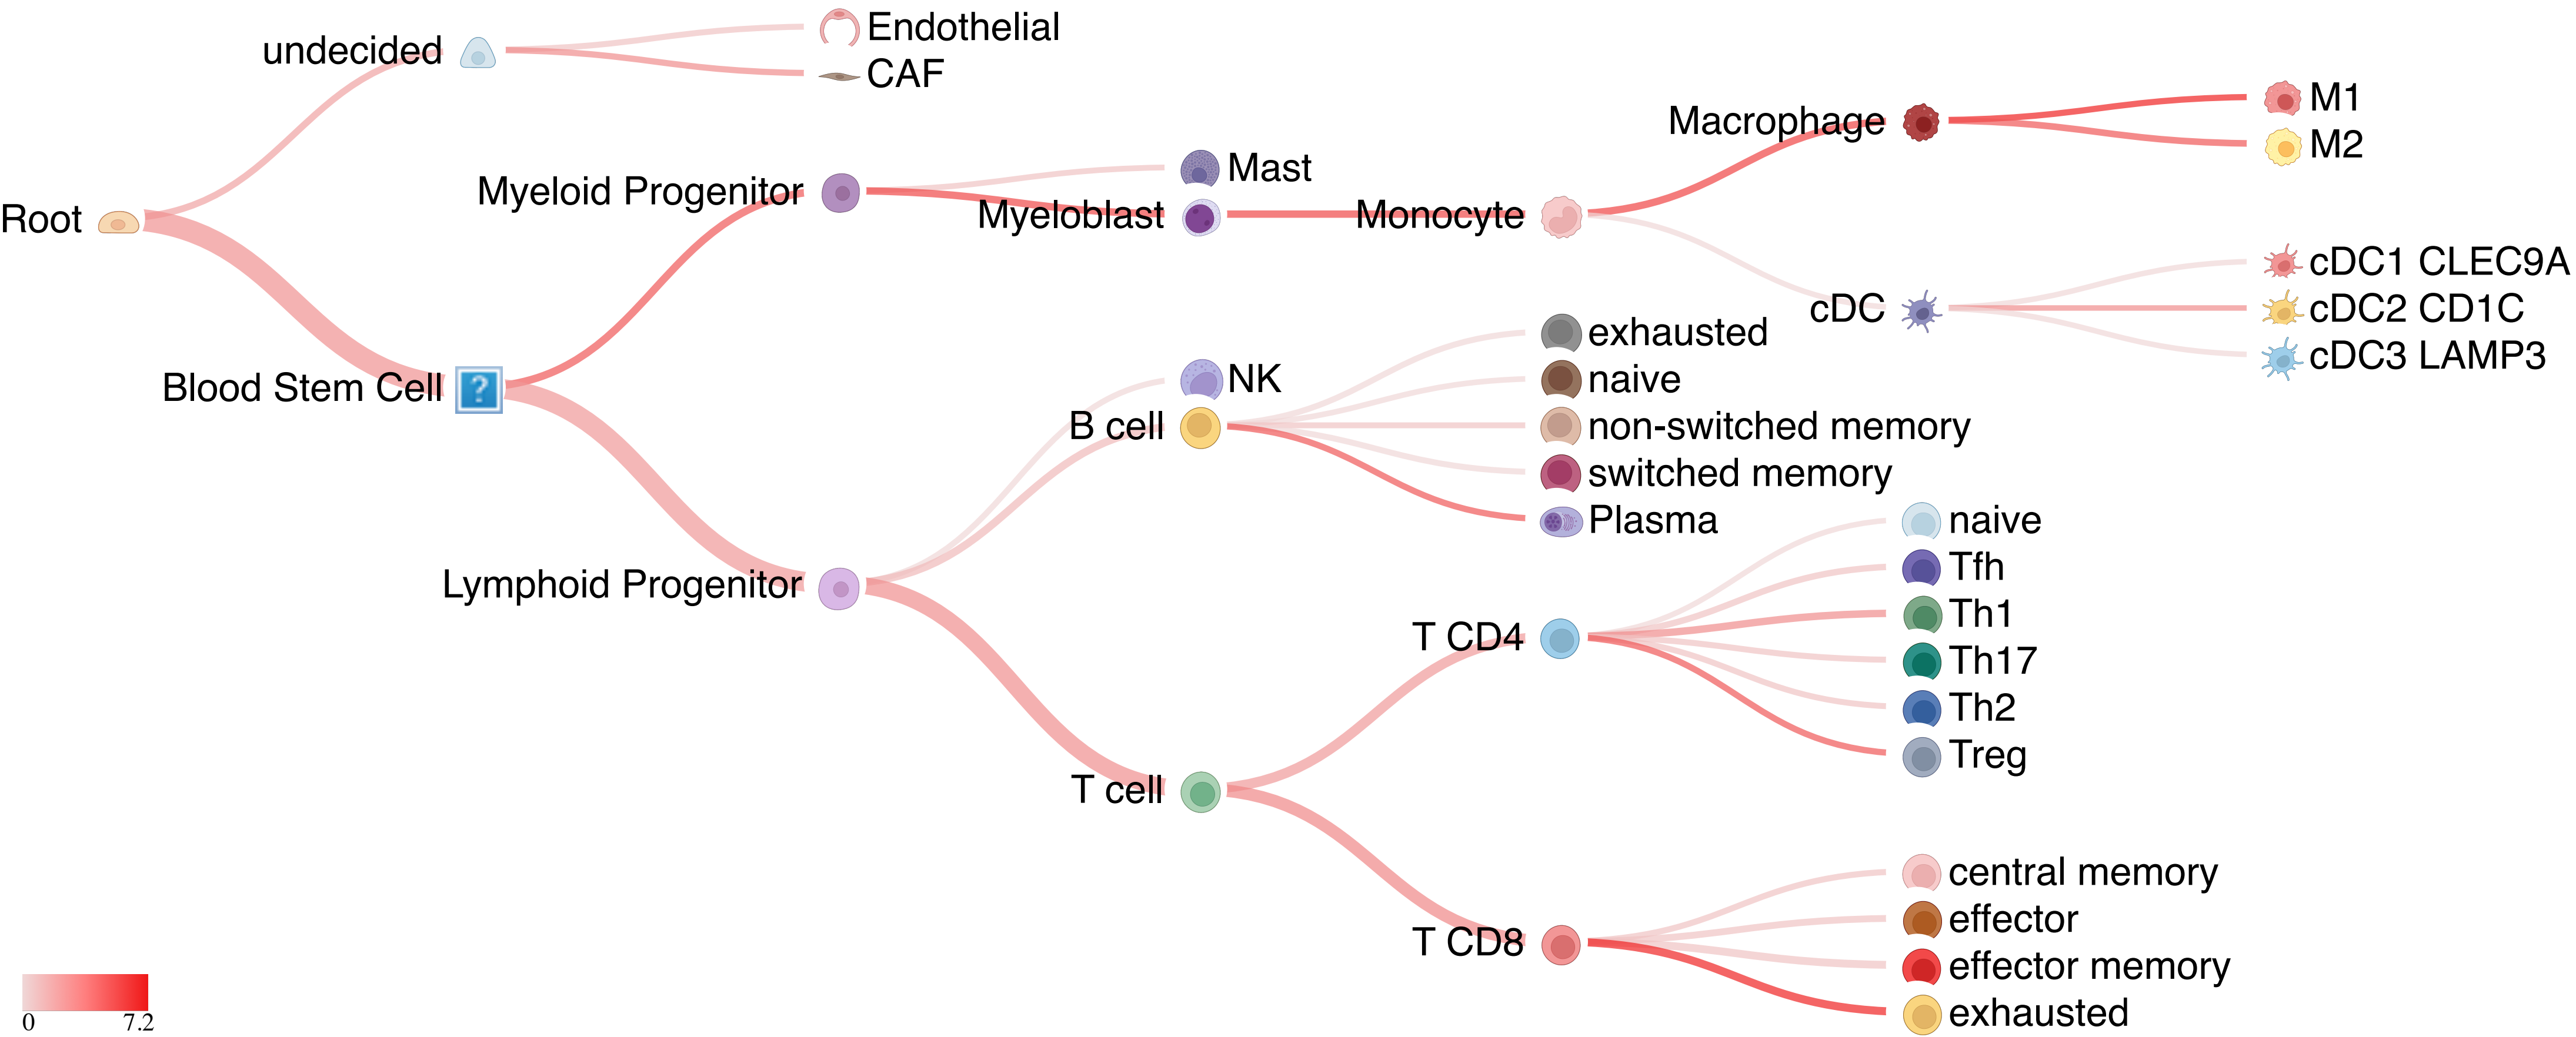 Endothelial
undecided
CAF
M1
Macrophage
M2
Mast
Myeloid Progenitor
Root
Myeloblast
Monocyte
cDC1 CLEC9A
cDC
cDC2 CD1C
exhausted
cDC3 LAMP3
NK
naive
Blood Stem Cell
?
B cell
non-switched memory
switched memory
Plasma
naive
Tfh
Lymphoid Progenitor
Th1
T CD4
Th17
Th2
Treg
T cell
central memory
effector
T CD8
effector memory
exhausted
0 7.2